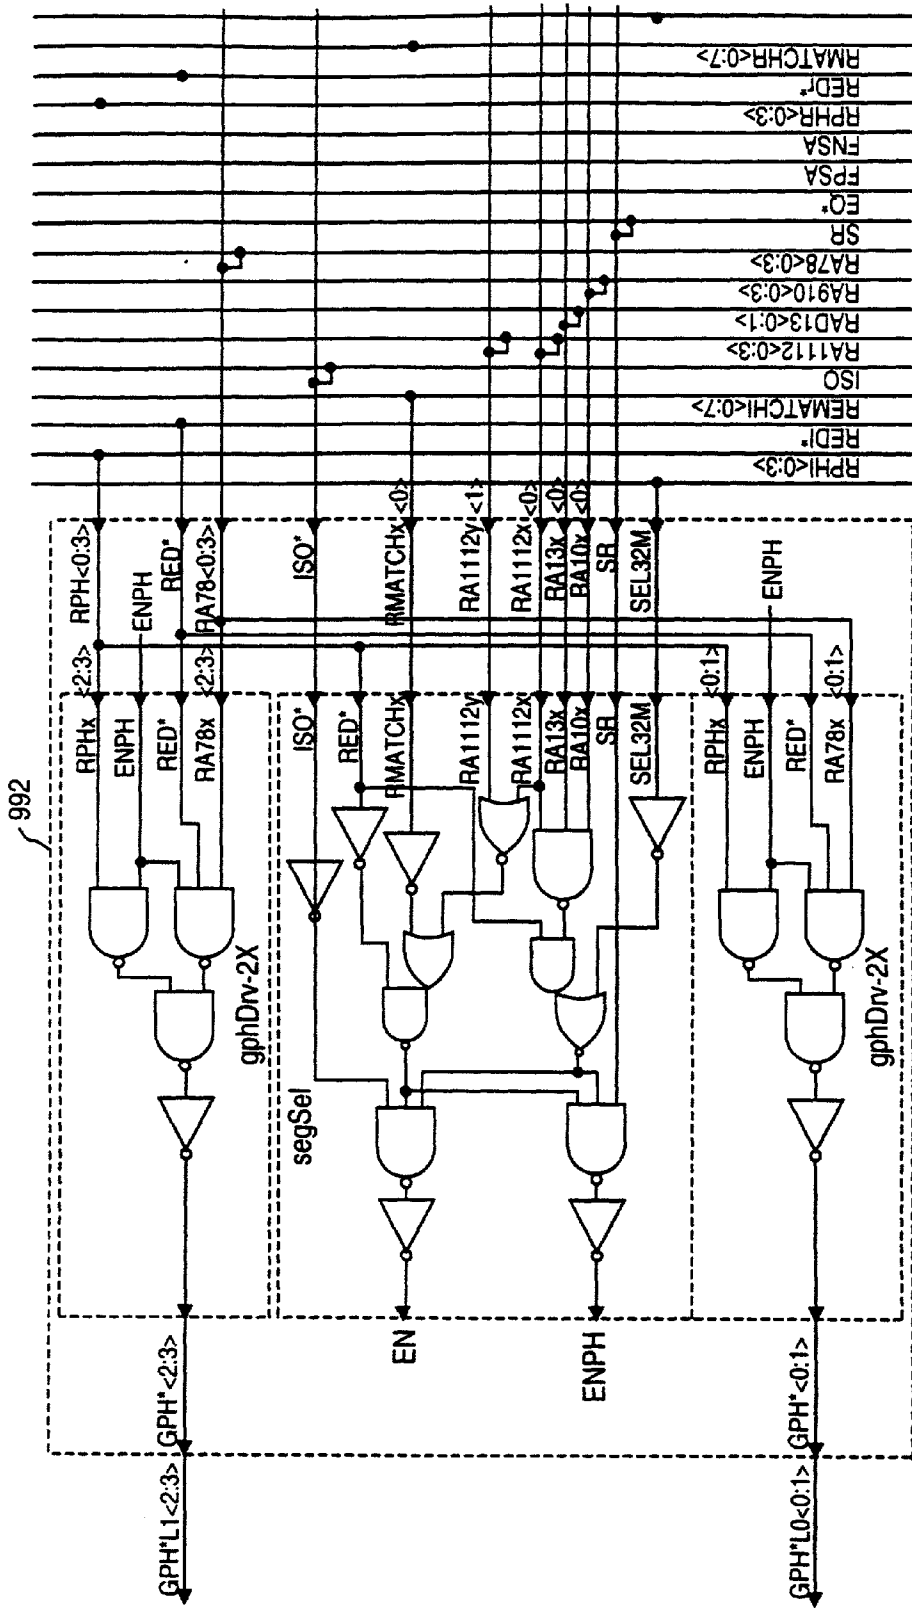 992
RMATCHR<0:7>
REDr*
RPHR<0:3>
FNSA
FPSA
EQ*
SR
RA78<0:3>
RA910<0:3>
RAD13<0:1>
RA1112<0:3>
ISO
REMATCHI<0:7>
REDI*
RPHI<0:3>
RPH<0:3>
ENPH
RED*
RA78<0:3>
ISO*
RMATCHx <0>
RA1112y <1>
RA1112x <0>
RA13x <0>
RA10x <0>
SR
SEL32M
ENPH
<2:3>
<2:3>
<0:1>
<0:1>
RPHx
ENPH
RED*
RA78x
ISO*
RED*
RMATCHx
RA1112y
RA1112x
RA13x
RA10x
SR
SEL32M
RPHx
ENPH
RED*
RA78x
gphDrv-2X
segSel
gphDrv-2X
EN
ENPH
GPH*<2:3>
GPH*<0:1>
GPH*L1<2:3>
GPH*L0<0:1>